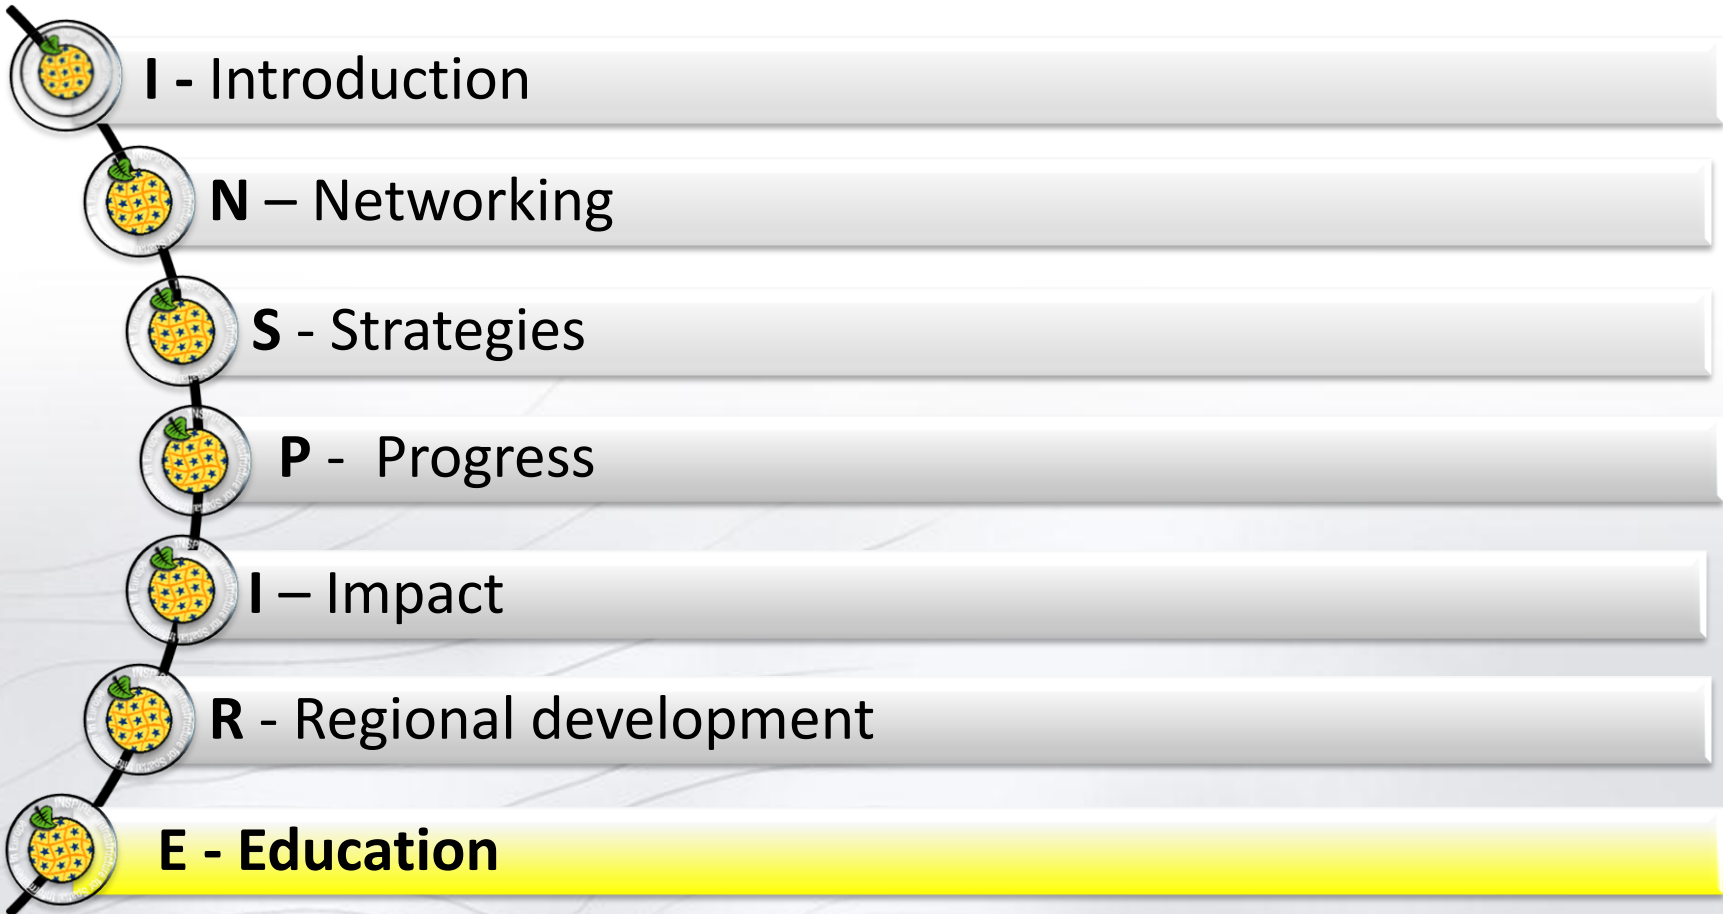 I - Introduction
N – Networking
S - Strategies
P - Progress
I – Impact
R - Regional development
E - Education